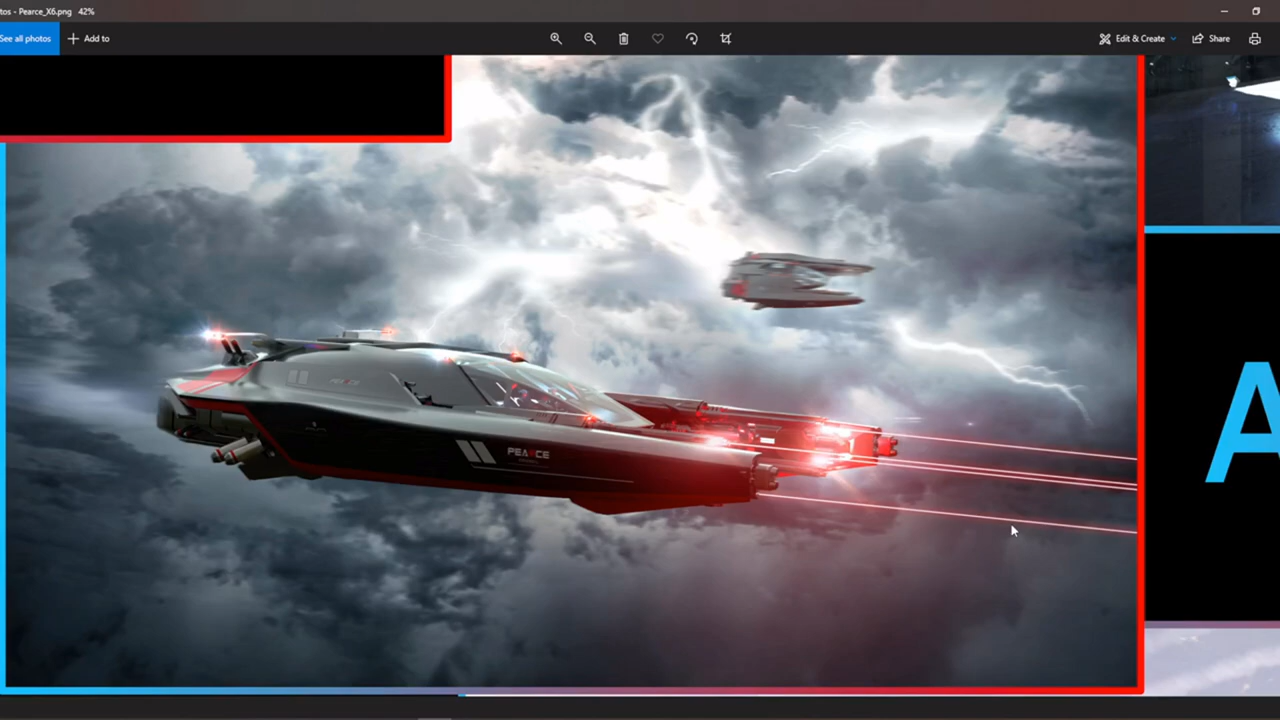 tos - Pearce_X6.png 42%
See all photos
Add to
Edit & Create
Share
PEARCE
A